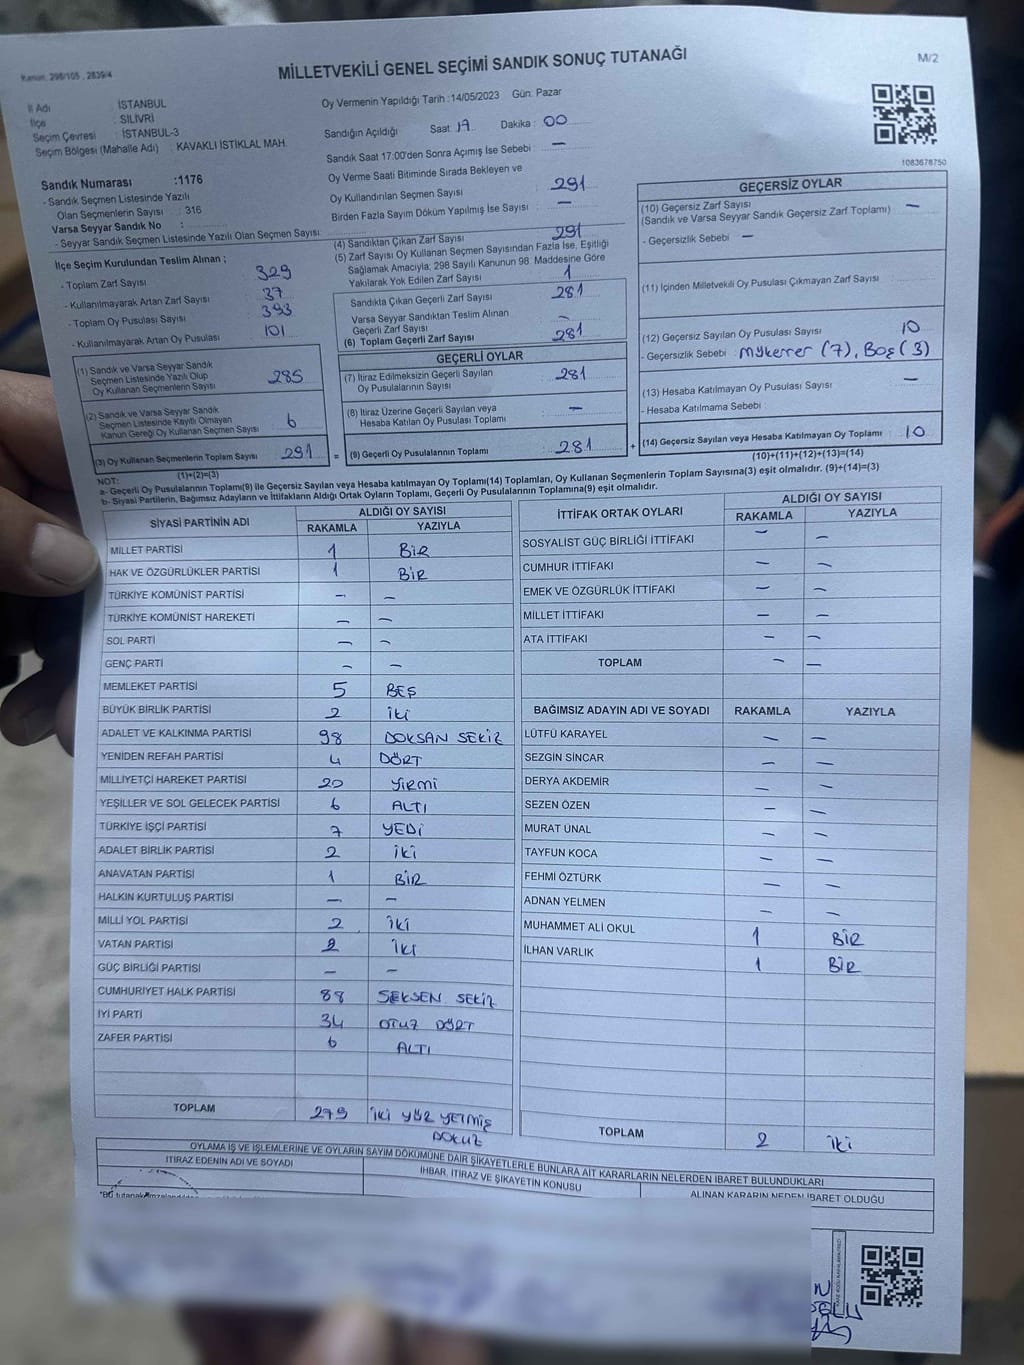 Kanun: 298/105 , 2839/4
MİLLETVEKİLİ GENEL SEÇİMİ SANDIK SONUÇ TUTANAĞI
M/2
İl Adı : İSTANBUL
İlçe : SİLİVRİ
Seçim Çevresi : İSTANBUL-3
Seçim Bölgesi (Mahalle Adı) : KAVAKLI İSTİKLAL MAH.
Oy Vermenin Yapıldığı Tarih :14/05/2023 Gün: Pazar
Sandığın Açıldığı Saat: 17 Dakika : 00
Sandık Saat 17:00'den Sonra Açımış İse Sebebi : —
Oy Verme Saati Bitiminde Sırada Bekleyen ve
Oy Kullandırılan Seçmen Sayısı : 291
Birden Fazla Sayım Döküm Yapılmış İse Sayısı : —
1083678750
Sandık Numarası :1176
- Sandık Seçmen Listesinde Yazılı
Olan Seçmenlerin Sayısı : 316
Varsa Seyyar Sandık No :
- Seyyar Sandık Seçmen Listesinde Yazılı Olan Seçmen Sayısı :
İlçe Seçim Kurulundan Teslim Alınan ;
- Toplam Zarf Sayısı : 329
- Kullanılmayarak Artan Zarf Sayısı : 37
- Toplam Oy Pusulası Sayısı : 393
- Kullanılmayarak Artan Oy Pusulası : 101
(1) Sandık ve Varsa Seyyar Sandık
Seçmen Listesinde Yazılı Olup
Oy Kullanan Seçmenlerin Sayısı : 285
(2) Sandık ve Varsa Seyyar Sandık
Seçmen Listesinde Kayıtlı Olmayan
Kanun Gereği Oy Kullanan Seçmen Sayısı : 6
(3) Oy Kullanan Seçmenlerin Toplam Sayısı : 291
(1)+(2)=(3)
(4) Sandıktan Çıkan Zarf Sayısı : 291
(5) Zarf Sayısı Oy Kullanan Seçmen Sayısından Fazla İse, Eşitliği
Sağlamak Amacıyla; 298 Sayılı Kanunun 98. Maddesine Göre
Yakılarak Yok Edilen Zarf Sayısı : 1
Sandıkta Çıkan Geçerli Zarf Sayısı : 281
Varsa Seyyar Sandıktan Teslim Alınan
Geçerli Zarf Sayısı : —
(6) Toplam Geçerli Zarf Sayısı : 281
GEÇERLİ OYLAR
(7) İtiraz Edilmeksizin Geçerli Sayılan
Oy Pusulalarının Sayısı : 281
(8) İtiraz Üzerine Geçerli Sayılan veya
Hesaba Katılan Oy Pusulası Toplamı : —
= (9) Geçerli Oy Pusulalarının Toplamı : 281 +
GEÇERSİZ OYLAR
(10) Geçersiz Zarf Sayısı : —
(Sandık ve Varsa Seyyar Sandık Geçersiz Zarf Toplamı)
- Geçersizlik Sebebi : —
(11) İçinden Milletvekili Oy Pusulası Çıkmayan Zarf Sayısı :
(12) Geçersiz Sayılan Oy Pusulası Sayısı : 10
- Geçersizlik Sebebi : mükerrer (7), Boş (3)
(13) Hesaba Katılmayan Oy Pusulası Sayısı : —
- Hesaba Katılmama Sebebi
(14) Geçersiz Sayılan veya Hesaba Katılmayan Oy Toplamı : 10
(10)+(11)+(12)+(13)=(14)
NOT:
a- Geçerli Oy Pusulalarının Toplamı(9) ile Geçersiz Sayılan veya Hesaba katılmayan Oy Toplamı(14) Toplamları, Oy Kullanan Seçmenlerin Toplam Sayısına(3) eşit olmalıdır. (9)+(14)=(3)
b- Siyasi Partilerin, Bağımsız Adayların ve İttifakların Aldığı Ortak Oyların Toplamı, Geçerli Oy Pusulalarının Toplamına(9) eşit olmalıdır.
SİYASİ PARTİNİN ADI ALDIĞI OY SAYISI
RAKAMLA YAZIYLA
MİLLET PARTİSİ 1 BİR
HAK VE ÖZGÜRLÜKLER PARTİSİ 1 BİR
TÜRKİYE KOMÜNİST PARTİSİ — —
TÜRKİYE KOMÜNİST HAREKETİ — —
SOL PARTİ — —
GENÇ PARTİ — —
MEMLEKET PARTİSİ 5 BEŞ
BÜYÜK BİRLİK PARTİSİ 2 İKİ
ADALET VE KALKINMA PARTİSİ 98 DOKSAN SEKİZ
YENİDEN REFAH PARTİSİ 4 DÖRT
MİLLİYETÇİ HAREKET PARTİSİ 20 Yirmi
YEŞİLLER VE SOL GELECEK PARTİSİ 6 ALTI
TÜRKİYE İŞÇİ PARTİSİ 7 YEDİ
ADALET BİRLİK PARTİSİ 2 İKİ
ANAVATAN PARTİSİ 1 BİR
HALKIN KURTULUŞ PARTİSİ — —
MİLLİ YOL PARTİSİ 2 İKİ
VATAN PARTİSİ 2 İKİ
GÜÇ BİRLİĞİ PARTİSİ — —
CUMHURİYET HALK PARTİSİ 88 SEKSEN SEKİZ
İYİ PARTİ 34 OTUZ DÖRT
ZAFER PARTİSİ 6 ALTI
TOPLAM 279 İKİ YÜZ YETMİŞ
DOKUZ
İTTİFAK ORTAK OYLARI ALDIĞI OY SAYISI
RAKAMLA YAZIYLA
SOSYALİST GÜÇ BİRLİĞİ İTTİFAKI — —
CUMHUR İTTİFAKI — —
EMEK VE ÖZGÜRLÜK İTTİFAKI — —
MİLLET İTTİFAKI — —
ATA İTTİFAKI — —
TOPLAM — —
BAĞIMSIZ ADAYIN ADI VE SOYADI RAKAMLA YAZIYLA
LÜTFÜ KARAYEL — —
SEZGİN SİNCAR — —
DERYA AKDEMİR — —
SEZEN ÖZEN — —
MURAT ÜNAL — —
TAYFUN KOCA — —
FEHMİ ÖZTÜRK — —
ADNAN YELMEN — —
MUHAMMET ALİ OKUL 1 BİR
İLHAN VARLIK 1 BİR
TOPLAM 2 İKİ
OYLAMA İŞ VE İŞLEMLERİNE VE OYLARIN SAYIM DÖKÜMÜNE DAİR ŞİKAYETLERLE BUNLARA AİT KARARLARIN NELERDEN İBARET BULUNDUKLARI
İTİRAZ EDENİN ADI VE SOYADI
İHBAR, İTİRAZ VE ŞİKAYETİN KONUSU
ALINAN KARARIN NEDEN İBARET OLDUĞU